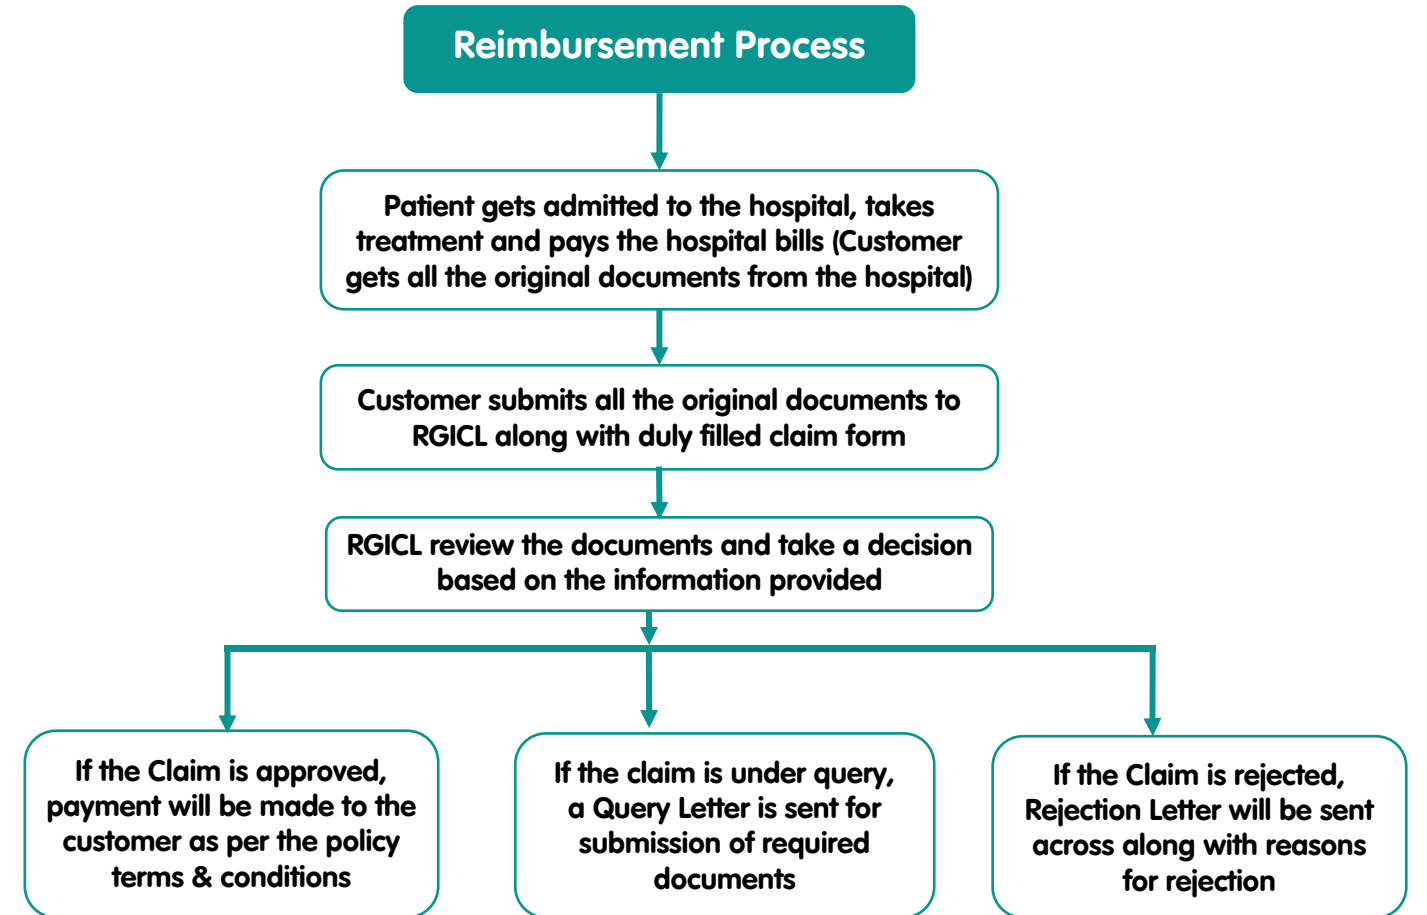 Reimbursement Process
Patient gets admitted to the hospital, takes
treatment and pays the hospital bills (Customer
gets all the original documents from the hospital)
Customer submits all the original documents to
RGICL along with duly filled claim form
RGICL review the documents and take a decision
based on the information provided
If the Claim is approved,
payment will be made to the
customer as per the policy
terms & conditions
If the claim is under query,
a Query Letter is sent for
submission of required
documents
If the Claim is rejected,
Rejection Letter will be sent
across along with reasons
for rejection